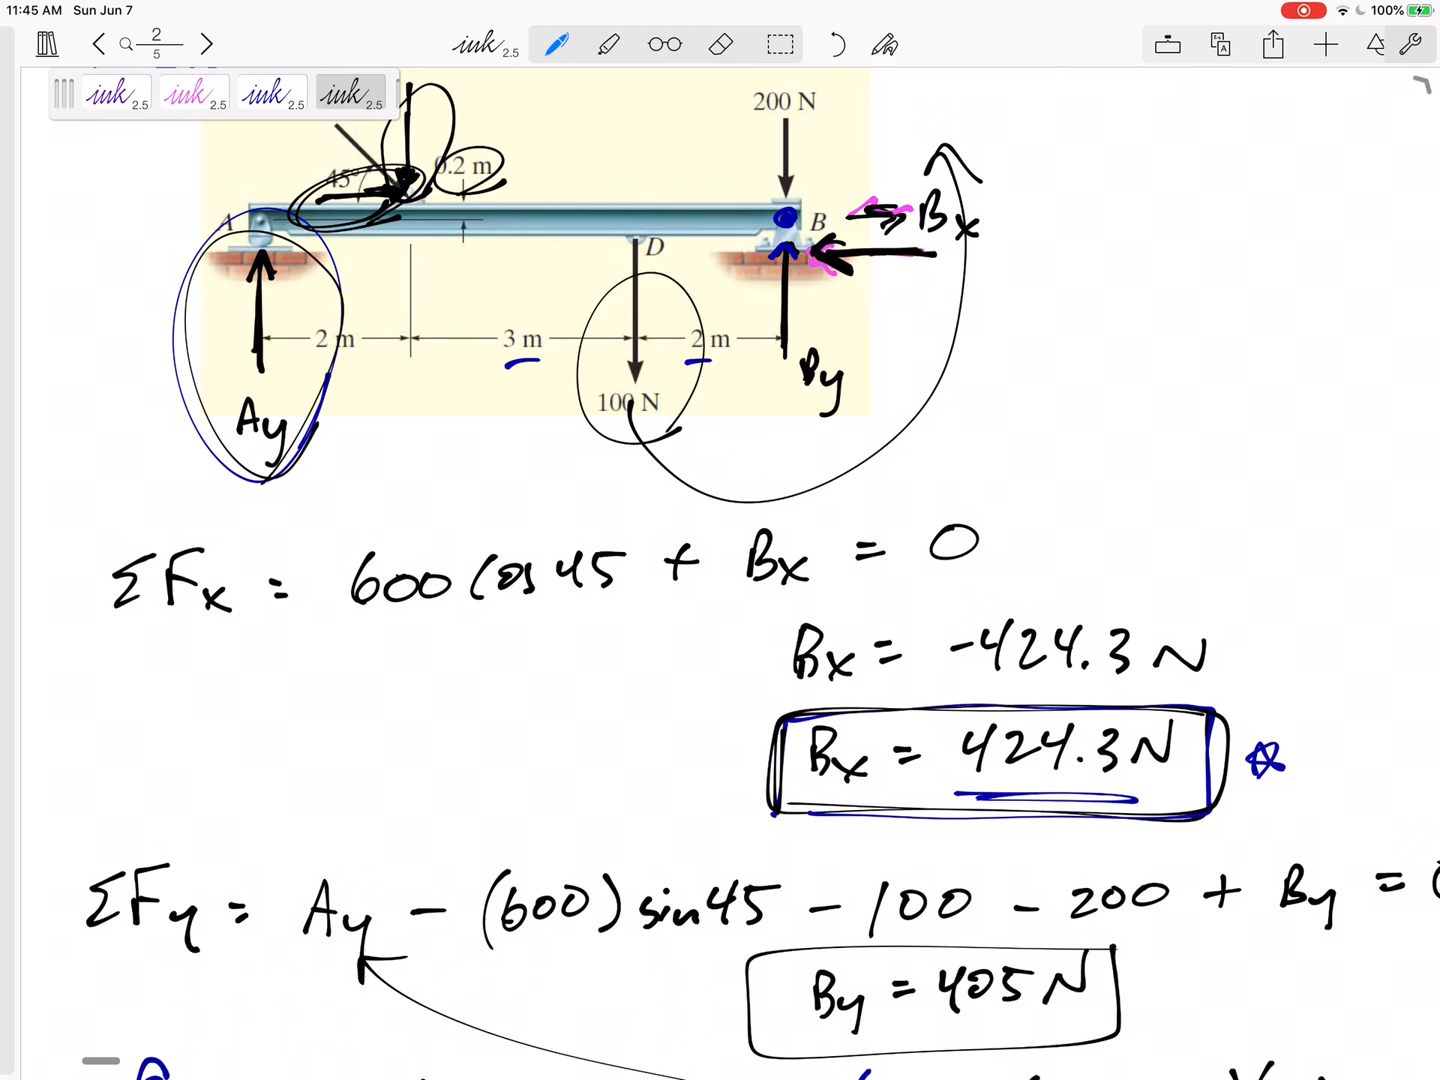 11:45 AM Sun Jun 7
100%
2
5
ink 2.5
ink 2.5
ink 2.5
ink 2.5
ink 2.5
200 N
45°
0.2 m
A
B
Bx
D
2 m
3 m
2 m
By
100 N
Ay
ΣFx = 600 cos 45 + Bx = 0
Bx = -424.3 N
Bx = 424.3 N
ΣFy = Ay - (600) sin 45 - 100 - 200 + By =
By = 405 N